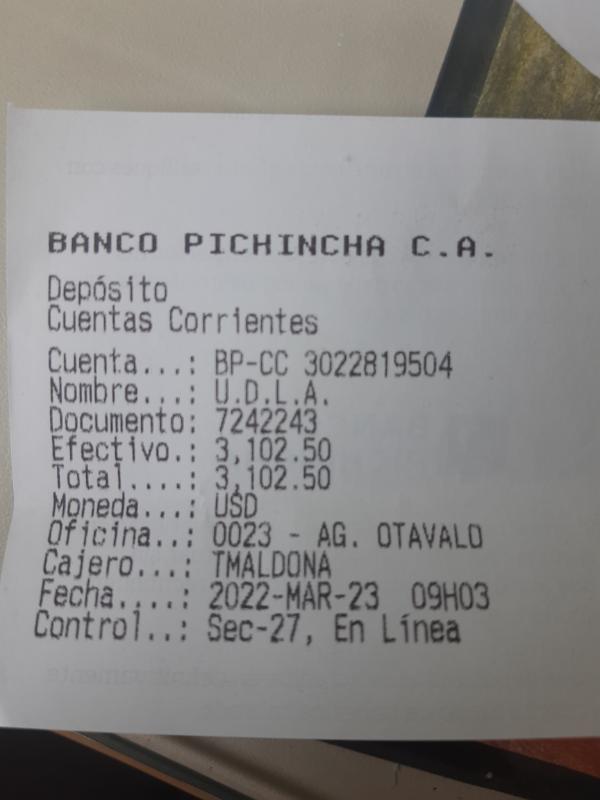 BANCO PICHINCHA C.A.
Depósito
Cuentas Corrientes
Cuenta...: BP-CC 3022819504
Nombre...: U.D.L.A.
Documento: 7242243
Efectivo.: 3,102.50
Total....: 3,102.50
Moneda...: USD
Oficina..: 0023 - AG. OTAVALO
Cajero...: TMALDONA
Fecha....: 2022-MAR-23 09H03
Control..: Sec-27, En Línea